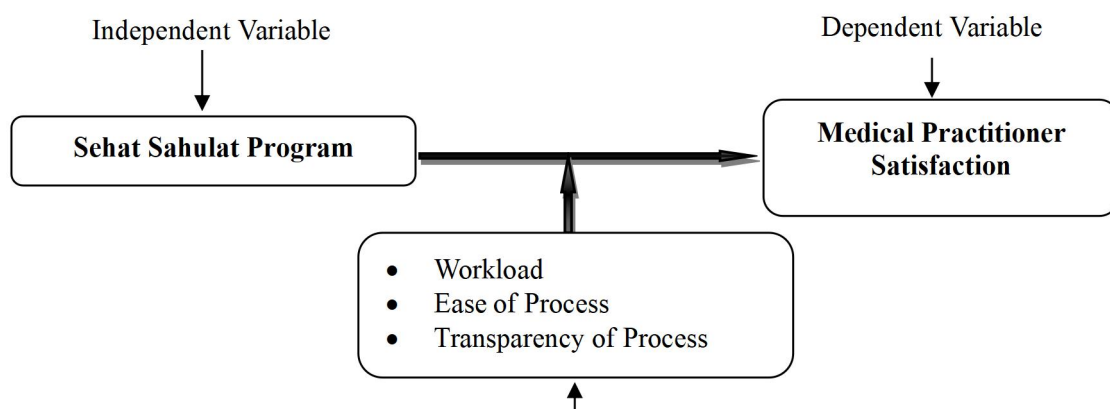 Independent Variable
Dependent Variable
Sehat Sahulat Program
Medical Practitioner
Satisfaction
● Workload
● Ease of Process
● Transparency of Process